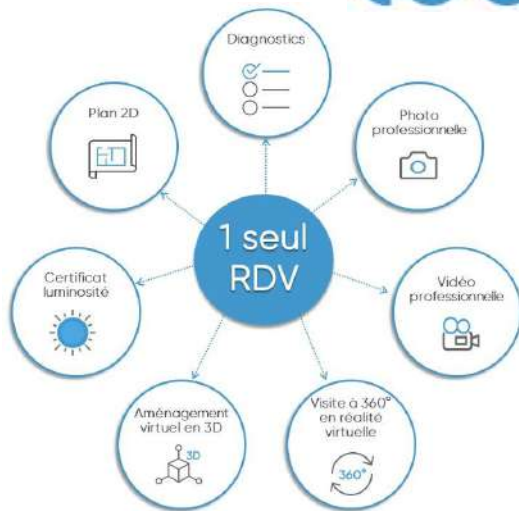 Diagnostics
Photo
professionnelle
Vidéo
professionnelle
Visite à 360°
en réalité
virtuelle
360°
Aménagement
virtuel en 3D
3D
Certificat
luminosité
Plan 2D
1 seul
RDV